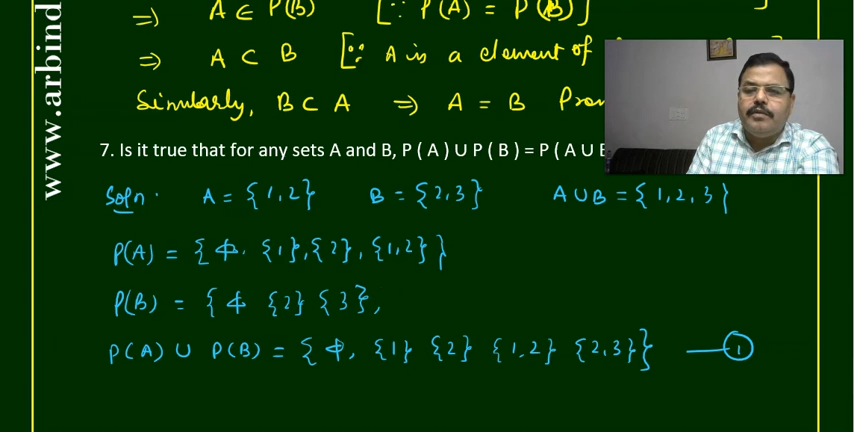 ⇒ A ∈ P(B) [∵ P(A) = P(B)]
⇒ A ⊂ B [∵ A is a element of
Similarly, B ⊂ A ⇒ A = B
7. Is it true that for any sets A and B, P ( A ) ∪ P ( B ) = P ( A ∪ B
Soln. A = {1,2} B = {2,3} A∪B = {1,2,3}
P(A) = {ϕ, {1}, {2}, {1,2}}
P(B) = {ϕ {2} {3},
P(A) ∪ P(B) = {ϕ, {1} {2} {1,2} {2,3}} — ①
www.arbind